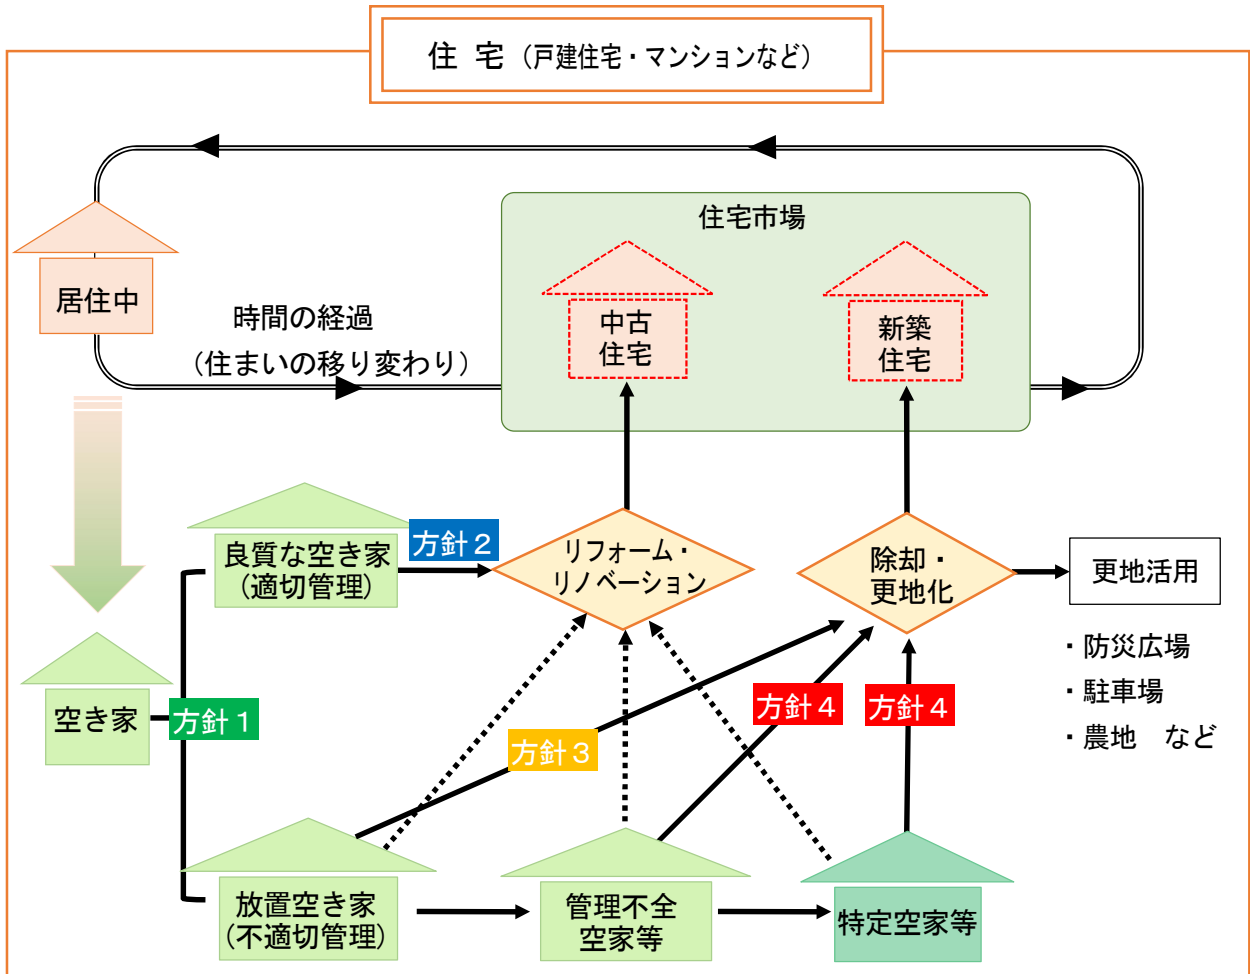 住 宅（戸建住宅・マンションなど）
住宅市場
居住中
時間の経過
（住まいの移り変わり）
中古
住宅
新築
住宅
良質な空き家
（適切管理）
方針２
リフォーム・
リノベーション
除却・
更地化
更地活用
・防災広場
・駐車場
・農地　など
空き家
方針１
方針３
方針４
方針４
放置空き家
（不適切管理）
管理不全
空家等
特定空家等